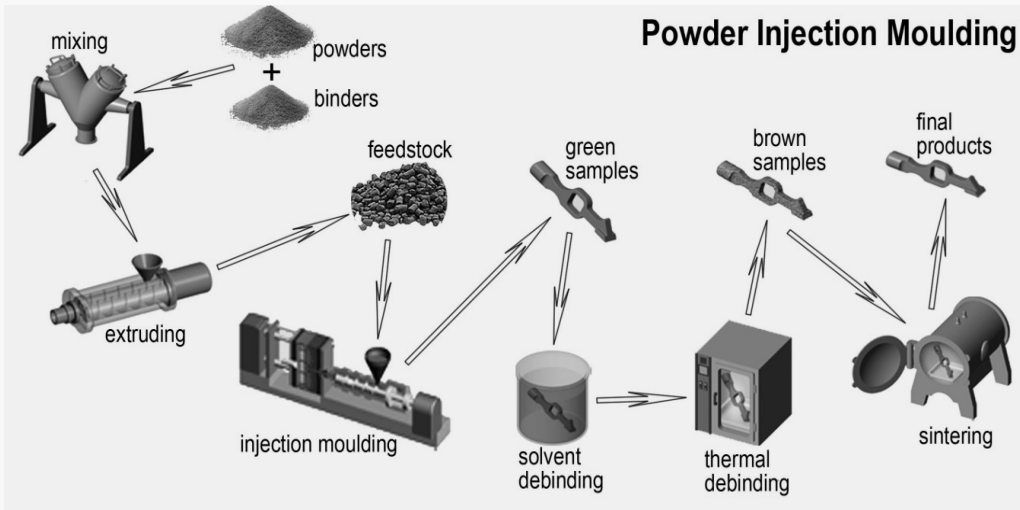 Powder Injection Moulding
mixing
powders
+
binders
feedstock
green
samples
brown
samples
final
products
extruding
injection moulding
solvent
debinding
thermal
debinding
sintering